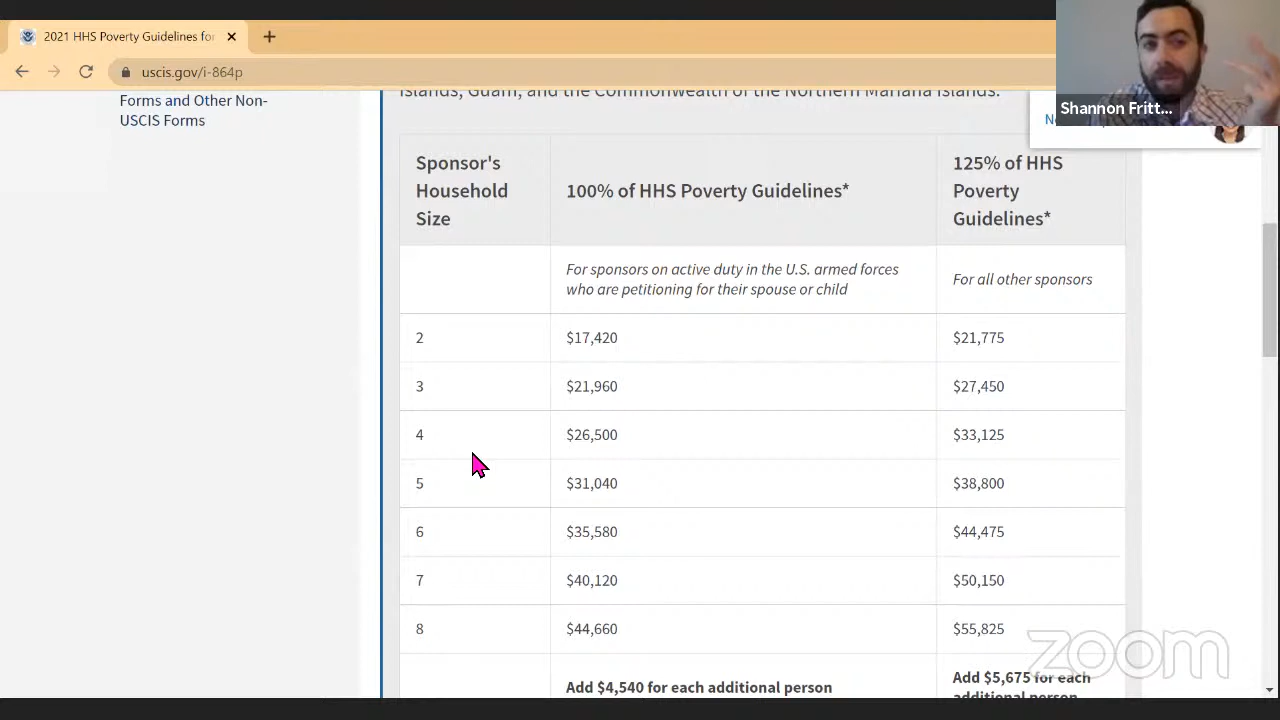 2021 HHS Poverty Guidelines for
uscis.gov/i-864p
Shannon Fritt...
Forms and Other Non-
USCIS Forms
Islands, Guam, and the Commonwealth of the Northern Mariana Islands.
Sponsor's
Household
Size
100% of HHS Poverty Guidelines*
125% of HHS
Poverty
Guidelines*
For sponsors on active duty in the U.S. armed forces
who are petitioning for their spouse or child
For all other sponsors
2 $17,420 $21,775
3 $21,960 $27,450
4 $26,500 $33,125
5 $31,040 $38,800
6 $35,580 $44,475
7 $40,120 $50,150
8 $44,660 $55,825
Add $4,540 for each additional person
Add $5,675 for each
additional person
zoom